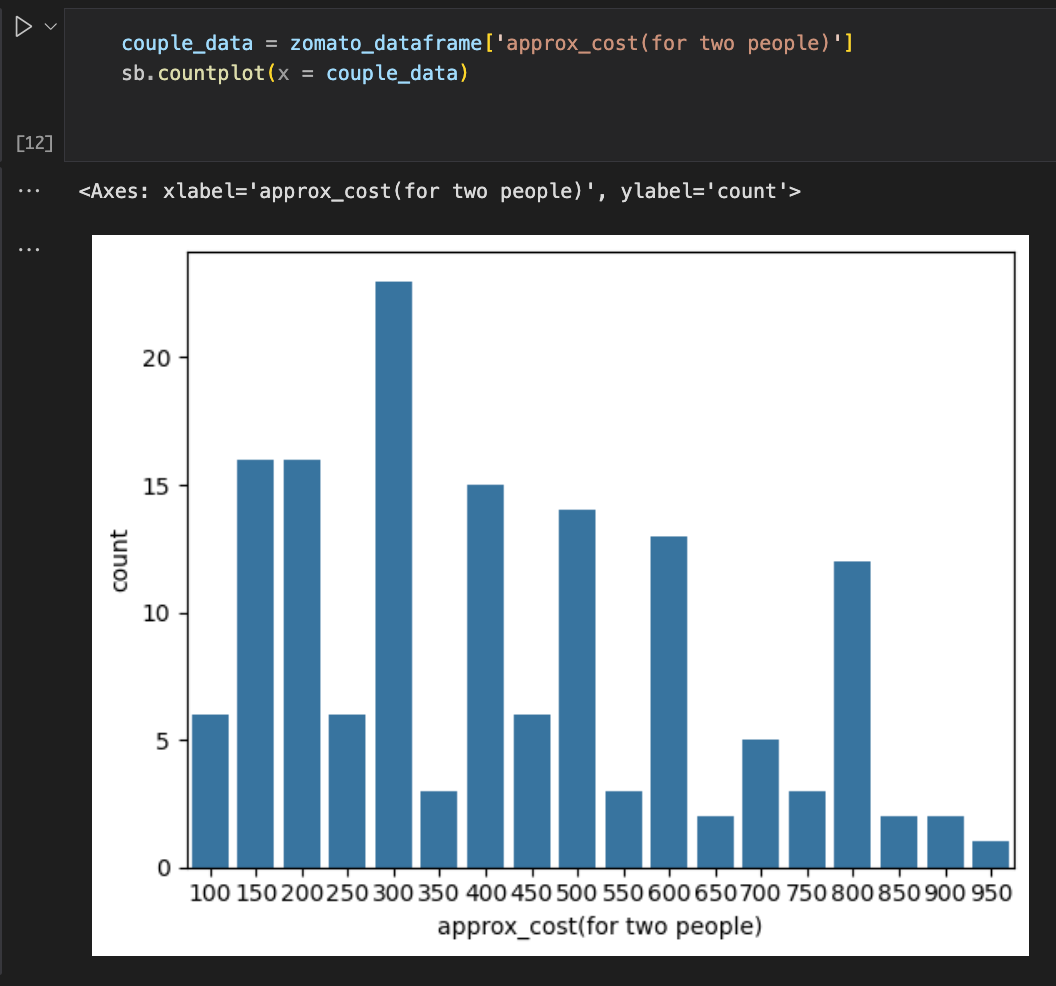 couple_data = zomato_dataframe['approx_cost(for two people)']
sb.countplot(x = couple_data)
[12]
...
<Axes: xlabel='approx_cost(for two people)', ylabel='count'>
...
20
15
10
5
0
count
100 150 200 250 300 350 400 450 500 550 600 650 700 750 800 850 900 950
approx_cost(for two people)